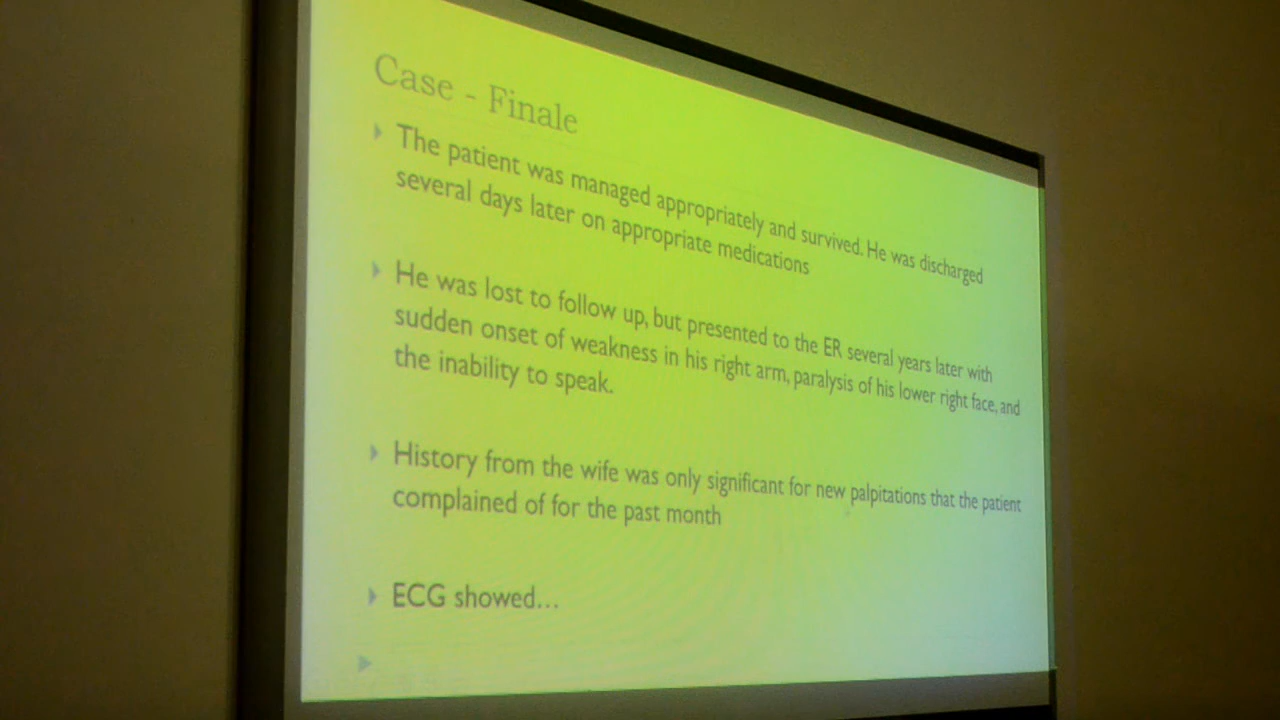 Case - Finale
The patient was managed appropriately and survived. He was discharged
several days later on appropriate medications
He was lost to follow up, but presented to the ER several years later with
sudden onset of weakness in his right arm, paralysis of his lower right face, and
the inability to speak.
History from the wife was only significant for new palpitations that the patient
complained of for the past month
ECG showed...